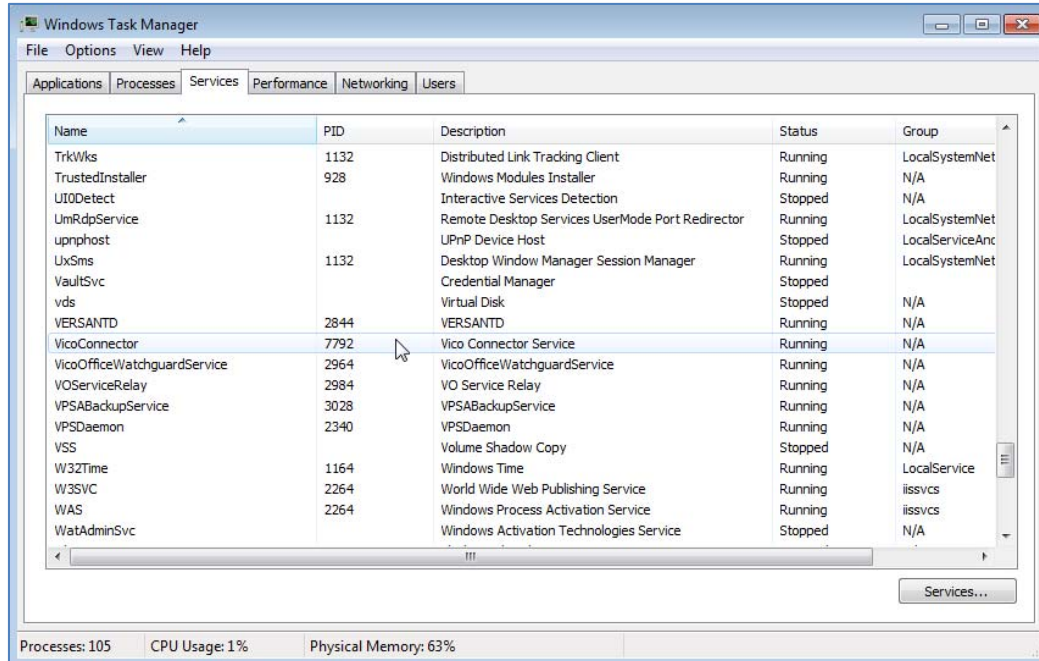 Windows Task Manager
File Options View Help
Applications Processes Services Performance Networking Users
Name PID Description Status Group
TrkWks 1132 Distributed Link Tracking Client Running LocalSystemNet
TrustedInstaller 928 Windows Modules Installer Running N/A
UI0Detect Interactive Services Detection Stopped N/A
UmRdpService 1132 Remote Desktop Services UserMode Port Redirector Running LocalSystemNet
upnphost UPnP Device Host Stopped LocalServiceAnd
UxSms 1132 Desktop Window Manager Session Manager Running LocalSystemNet
VaultSvc Credential Manager Stopped
vds Virtual Disk Stopped N/A
VERSANTD 2844 VERSANTD Running N/A
VicoConnector 7792 Vico Connector Service Running N/A
VicoOfficeWatchguardService 2964 VicoOfficeWatchguardService Running N/A
VOServiceRelay 2984 VO Service Relay Running N/A
VPSABackupService 3028 VPSABackupService Running N/A
VPSDaemon 2340 VPSDaemon Running N/A
VSS Volume Shadow Copy Stopped N/A
W32Time 1164 Windows Time Running LocalService
W3SVC 2264 World Wide Web Publishing Service Running iissvcs
WAS 2264 Windows Process Activation Service Running iissvcs
WatAdminSvc Windows Activation Technologies Service Stopped N/A
Services...
Processes: 105 CPU Usage: 1% Physical Memory: 63%